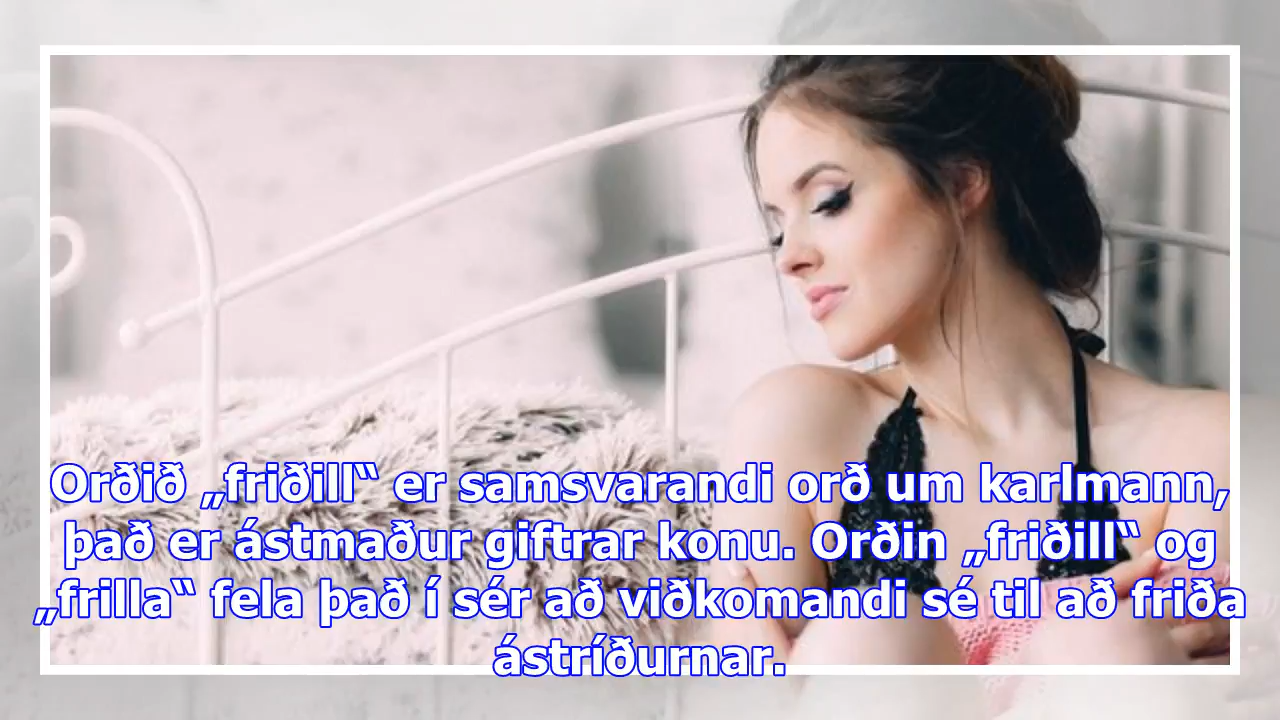 Orðið „friðill“ er samsvarandi orð um karlmann,
það er ástmaður giftrar konu. Orðin „friðill“ og
„frilla“ fela það í sér að viðkomandi sé til að friða
ástríðurnar.